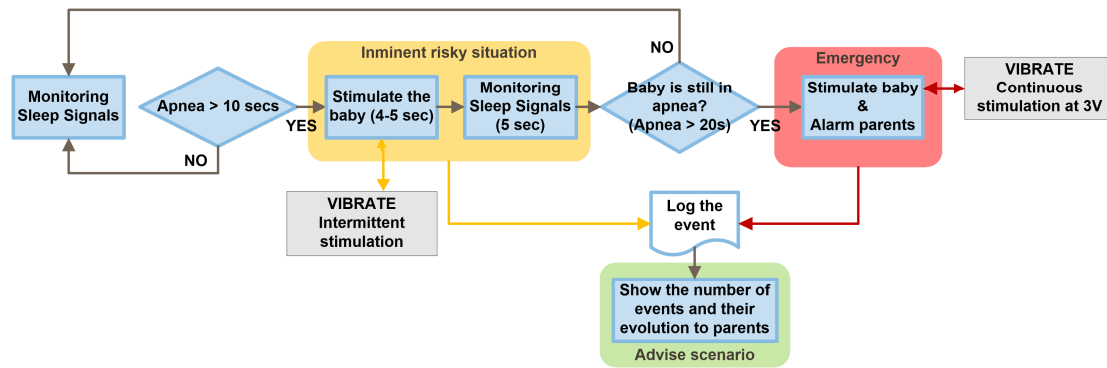 NO
Inminent risky situation
Monitoring
Sleep Signals
Apnea > 10 secs
YES
NO
Stimulate the
baby (4-5 sec)
Monitoring
Sleep Signals
(5 sec)
Baby is still in
apnea?
(Apnea > 20s)
YES
Emergency
Stimulate baby
&
Alarm parents
VIBRATE
Continuous
stimulation at 3V
VIBRATE
Intermittent
stimulation
Log the
event
Show the number of
events and their
evolution to parents
Advise scenario